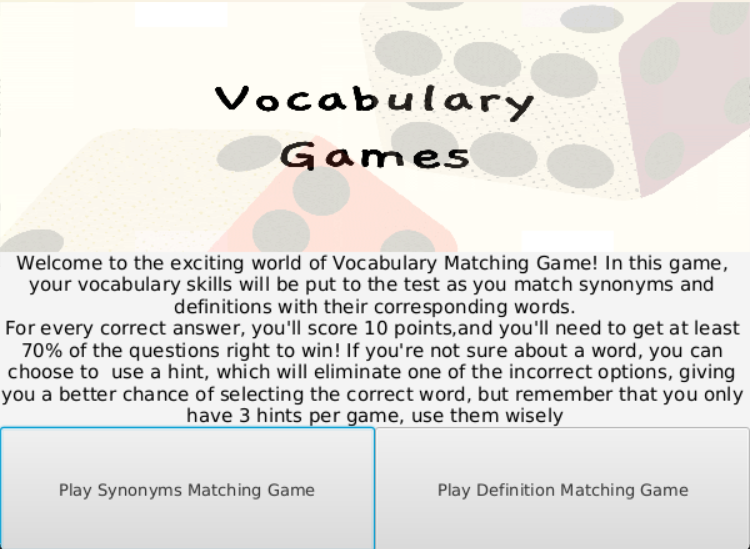 Vocabulary
Games
Welcome to the exciting world of Vocabulary Matching Game! In this game,
your vocabulary skills will be put to the test as you match synonyms and
definitions with their corresponding words.
For every correct answer, you'll score 10 points,and you'll need to get at least
70% of the questions right to win! If you're not sure about a word, you can
choose to  use a hint, which will eliminate one of the incorrect options, giving
you a better chance of selecting the correct word, but remember that you only
have 3 hints per game, use them wisely
Play Synonyms Matching Game
Play Definition Matching Game